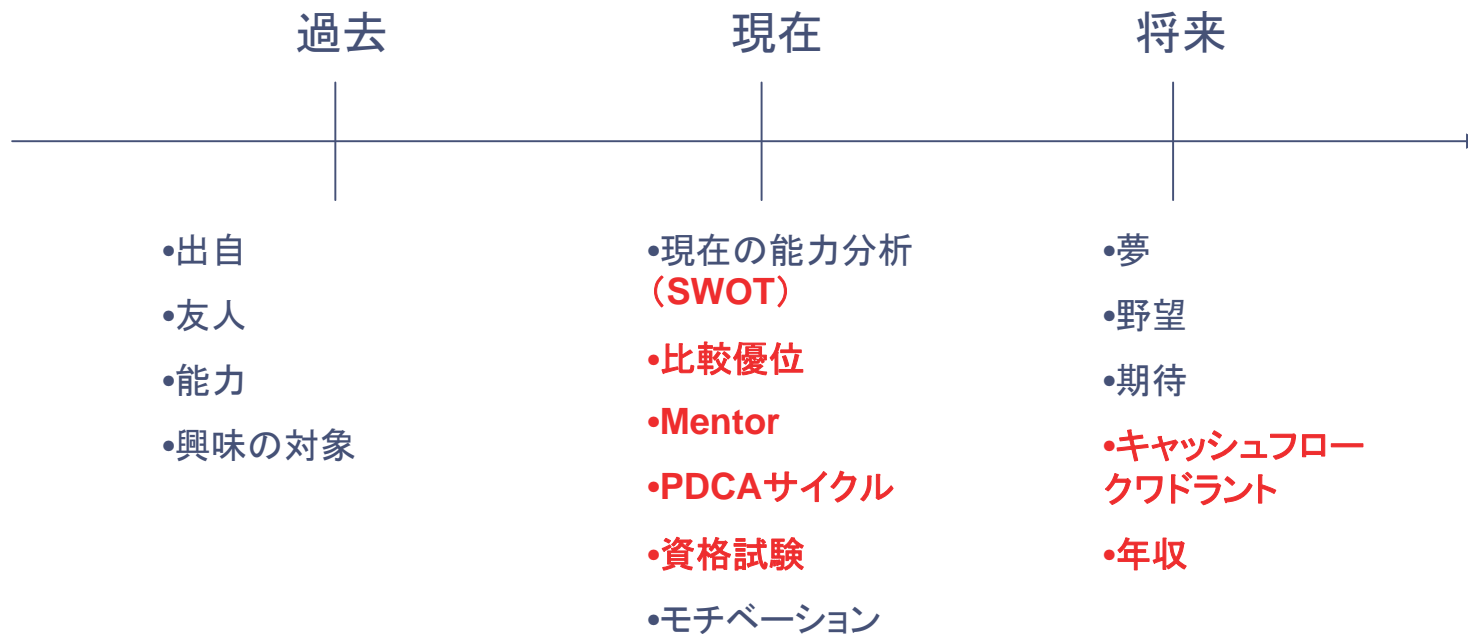 過去
現在
将来
•出自
•友人
•能力
•興味の対象
•現在の能力分析
（SWOT）
•比較優位
•Mentor
•PDCAサイクル
•資格試験
•モチベーション
•夢
•野望
•期待
•キャッシュフロー
クワドラント
•年収